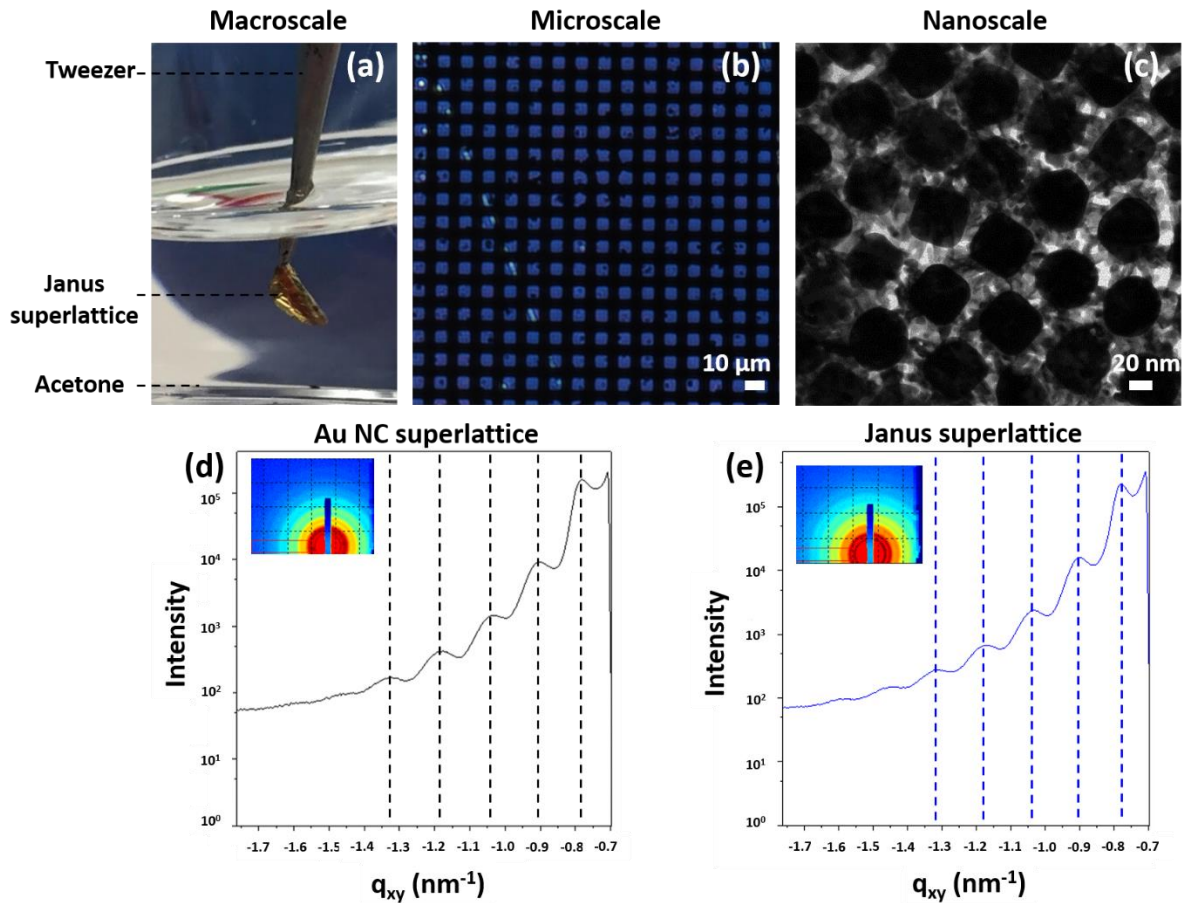 Macroscale
Microscale
Nanoscale
Tweezer
(a)
(b)
(c)
Janus
superlattice
Acetone
10 µm
20 nm
Au NC superlattice
Janus superlattice
(d)
(e)
10⁵
10⁴
10³
10²
10¹
10⁰
Intensity
-1.7 -1.6 -1.5 -1.4 -1.3 -1.2 -1.1 -1.0 -0.9 -0.8 -0.7
qxy (nm⁻¹)
10⁵
10⁴
10³
10²
10¹
10⁰
Intensity
-1.7 -1.6 -1.5 -1.4 -1.3 -1.2 -1.1 -1.0 -0.9 -0.8 -0.7
qxy (nm⁻¹)